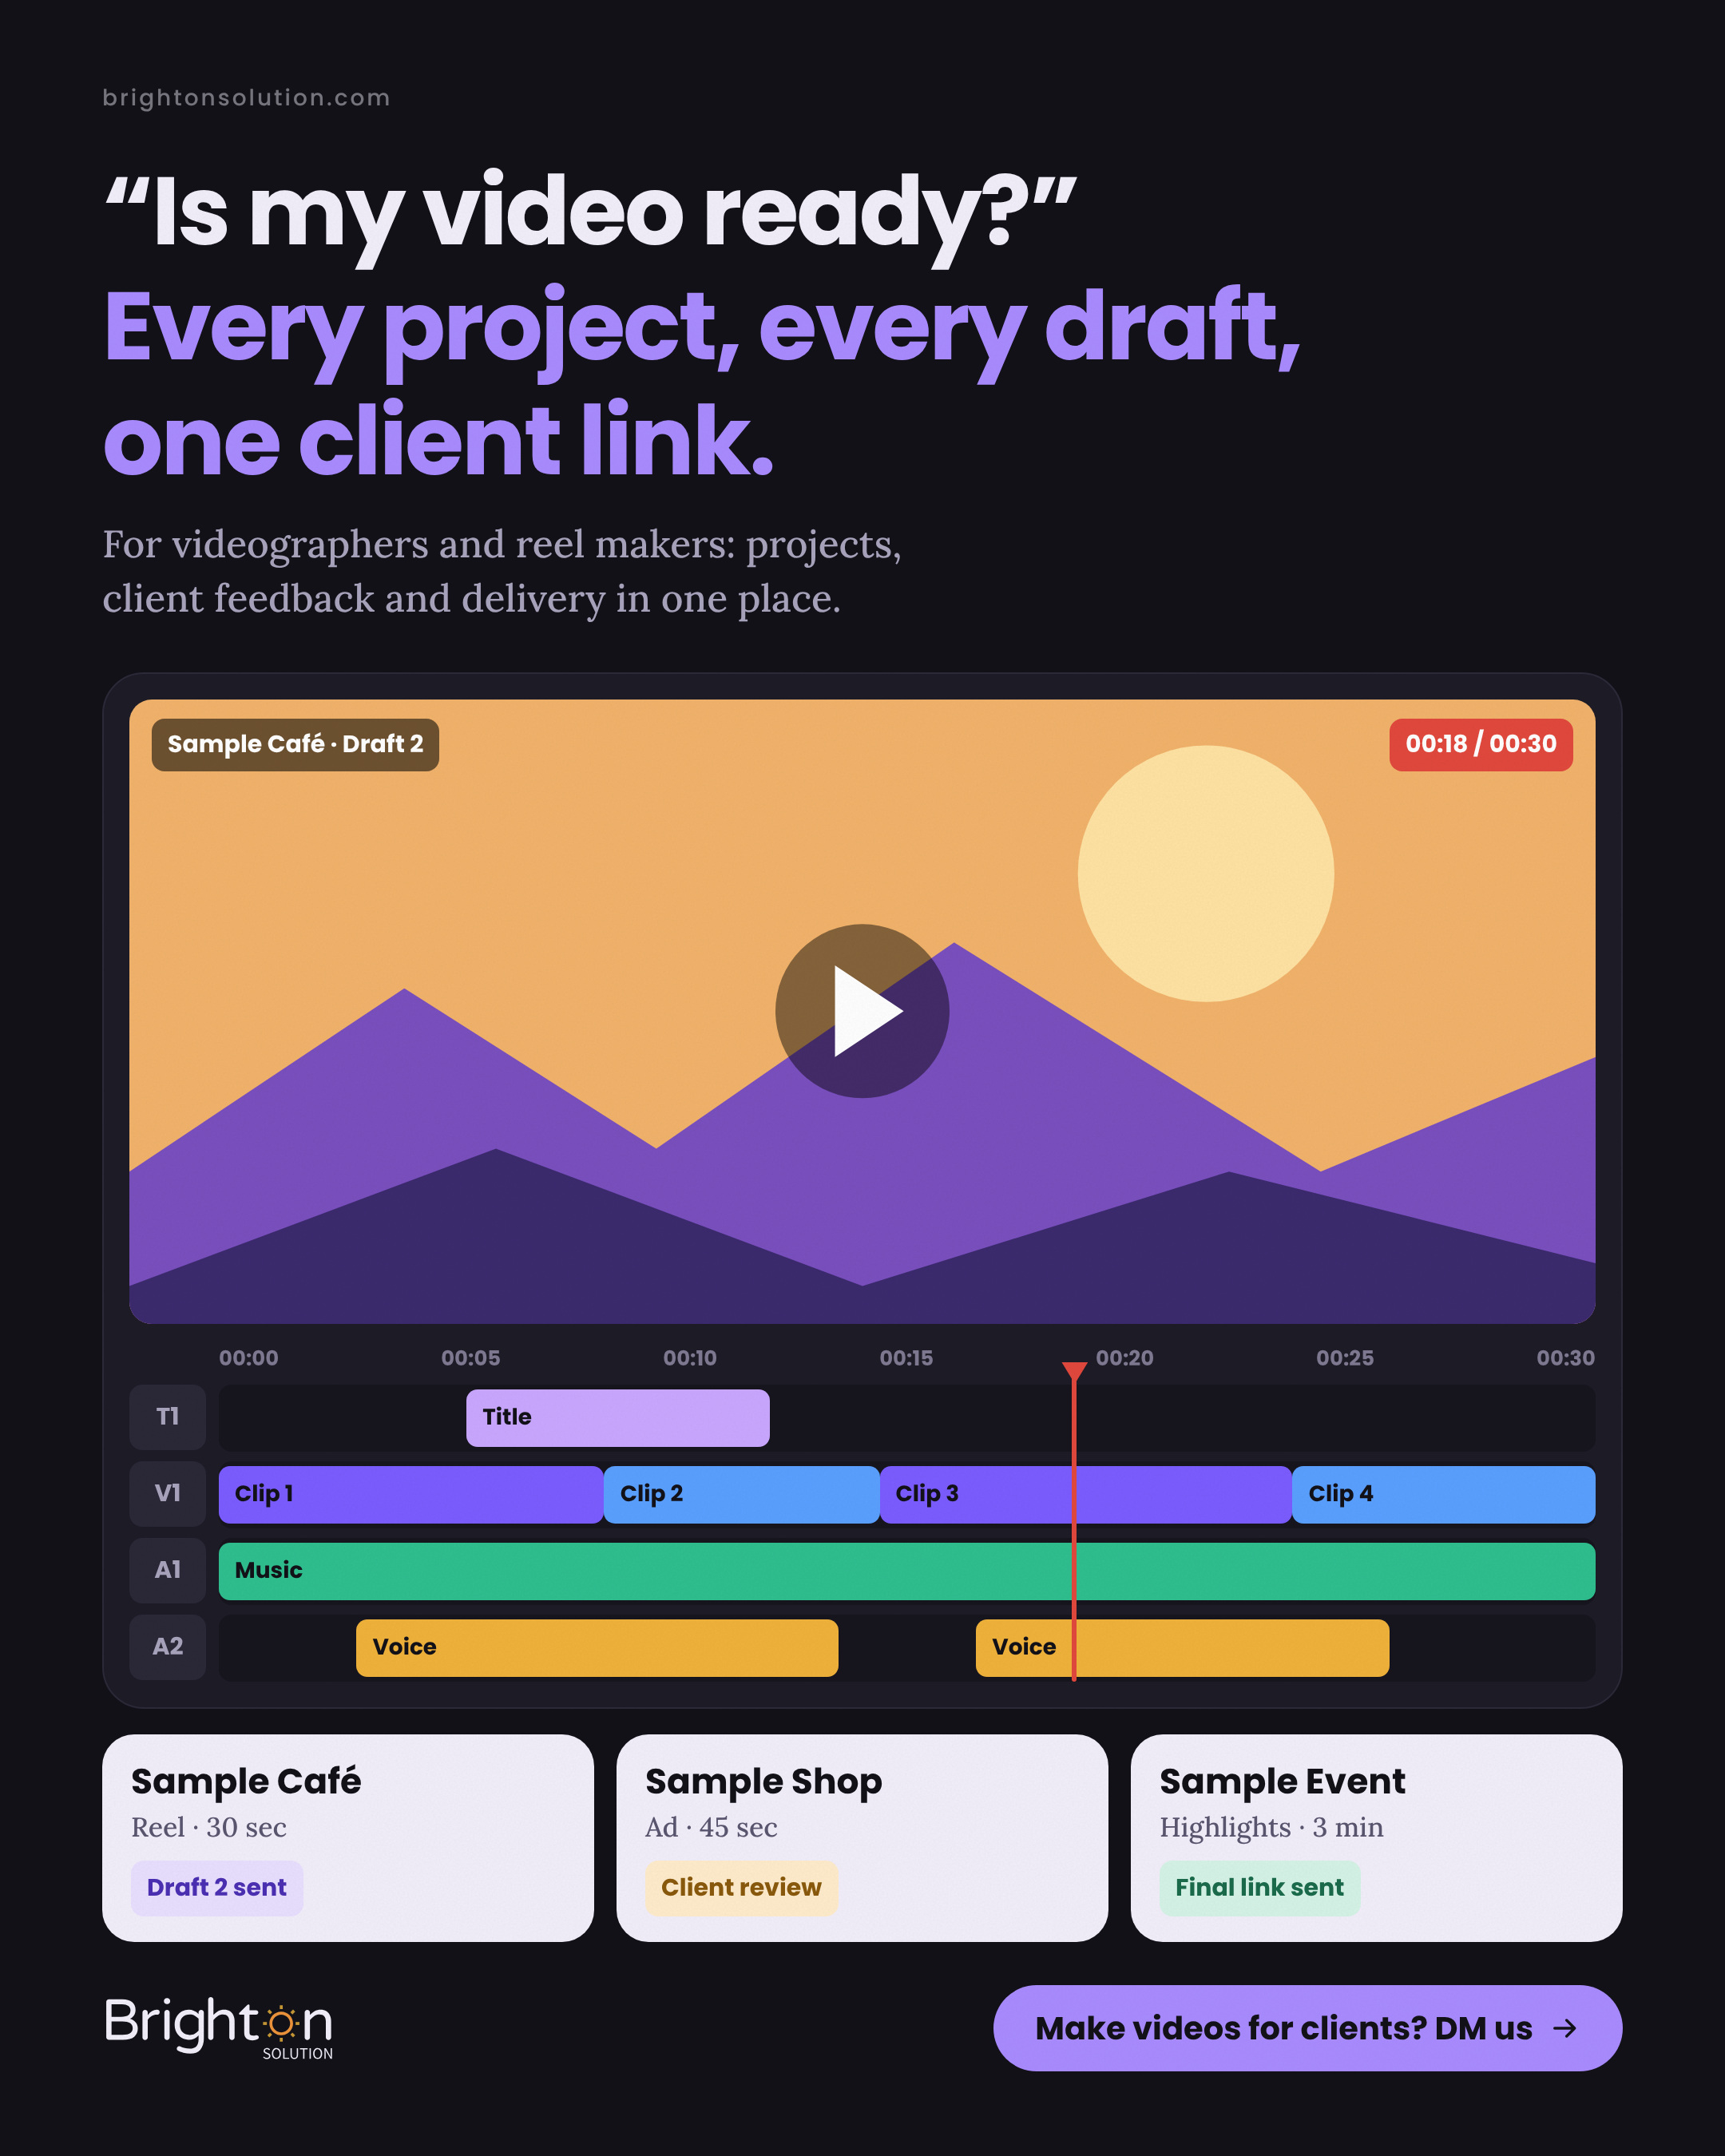 brightonsolution.com
“Is my video ready?”
Every project, every draft,
one client link.
For videographers and reel makers: projects,
client feedback and delivery in one place.
Sample Café · Draft 2
00:18 / 00:30
00:00 00:05 00:10 00:15 00:20 00:25 00:30
T1 Title
V1 Clip 1 Clip 2 Clip 3 Clip 4
A1 Music
A2 Voice Voice
Sample Café
Reel · 30 sec
Draft 2 sent
Sample Shop
Ad · 45 sec
Client review
Sample Event
Highlights · 3 min
Final link sent
Brighton
SOLUTION
Make videos for clients? DM us →